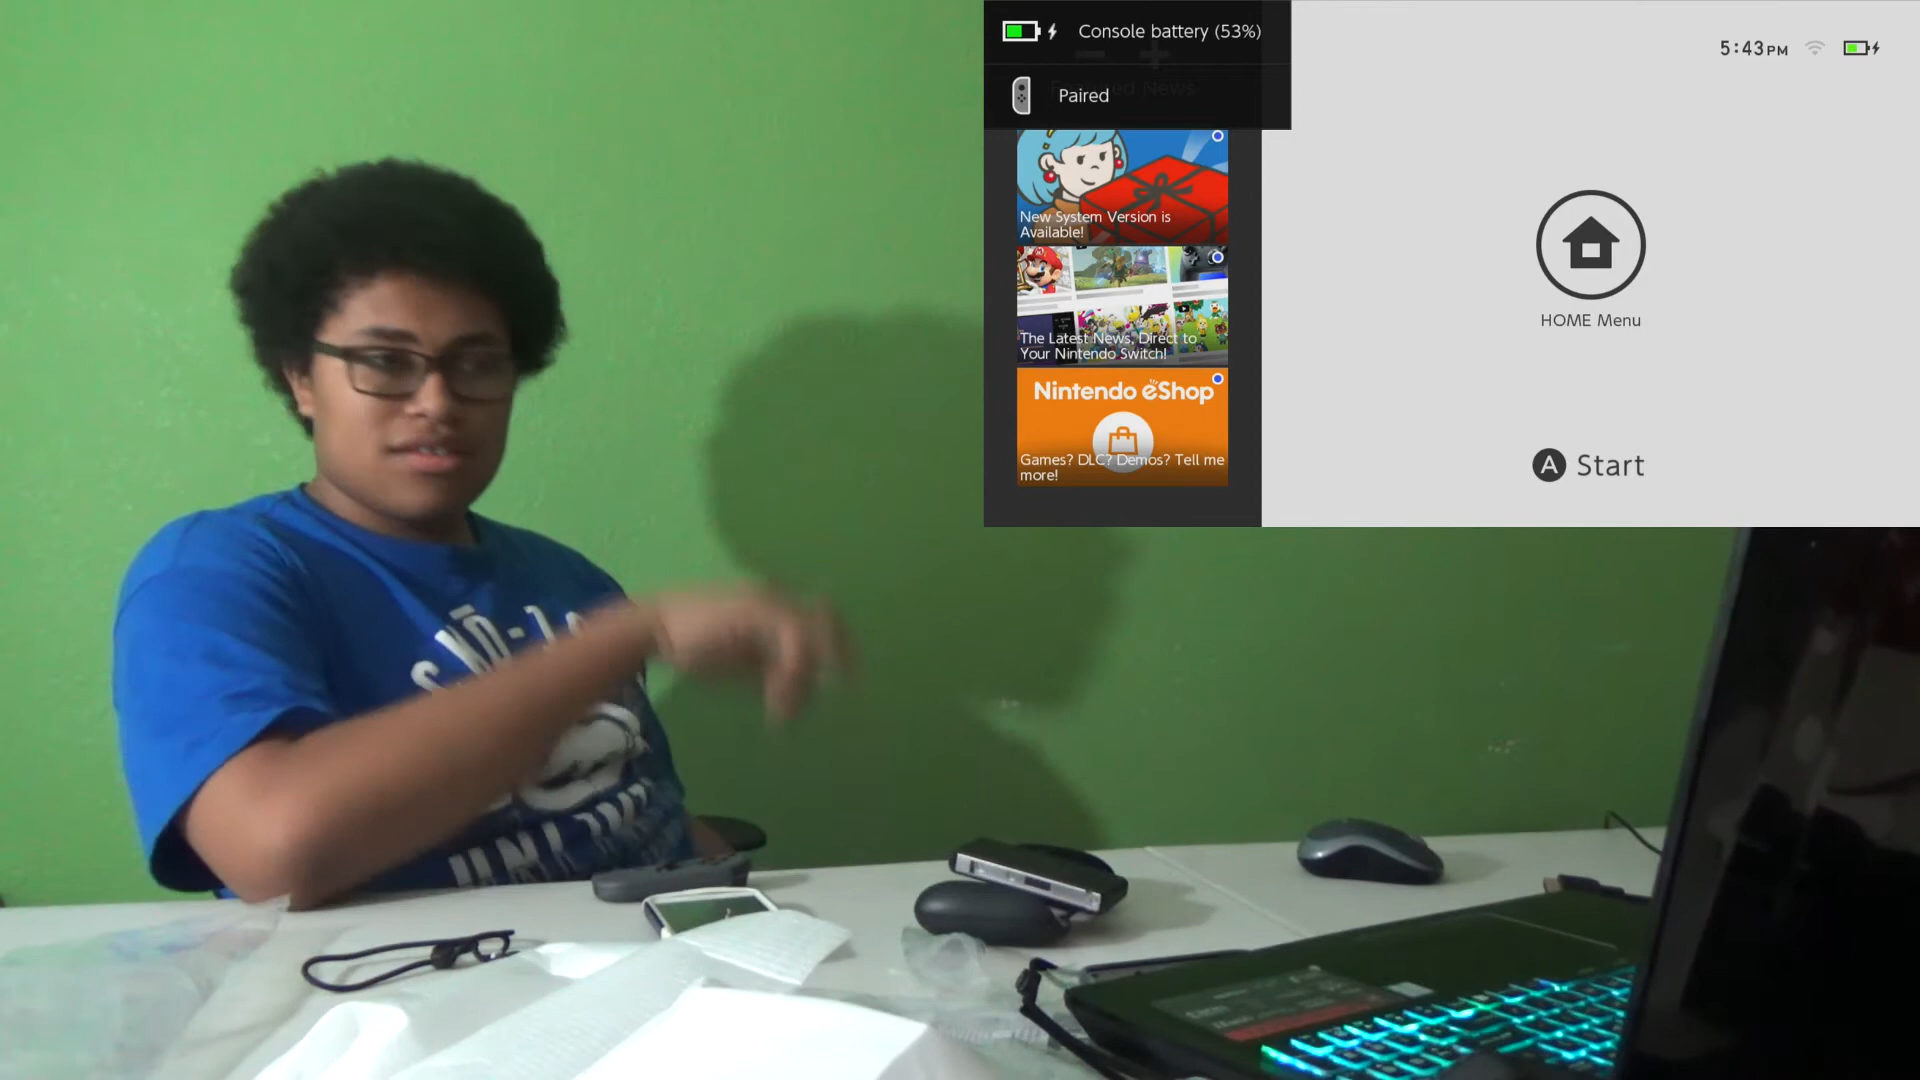 Console battery (53%)
Paired
5:43PM
New System Version is
Available!
The Latest News, Direct to
Your Nintendo Switch!
Nintendo eShop
Games? DLC? Demos? Tell me
more!
HOME Menu
A Start